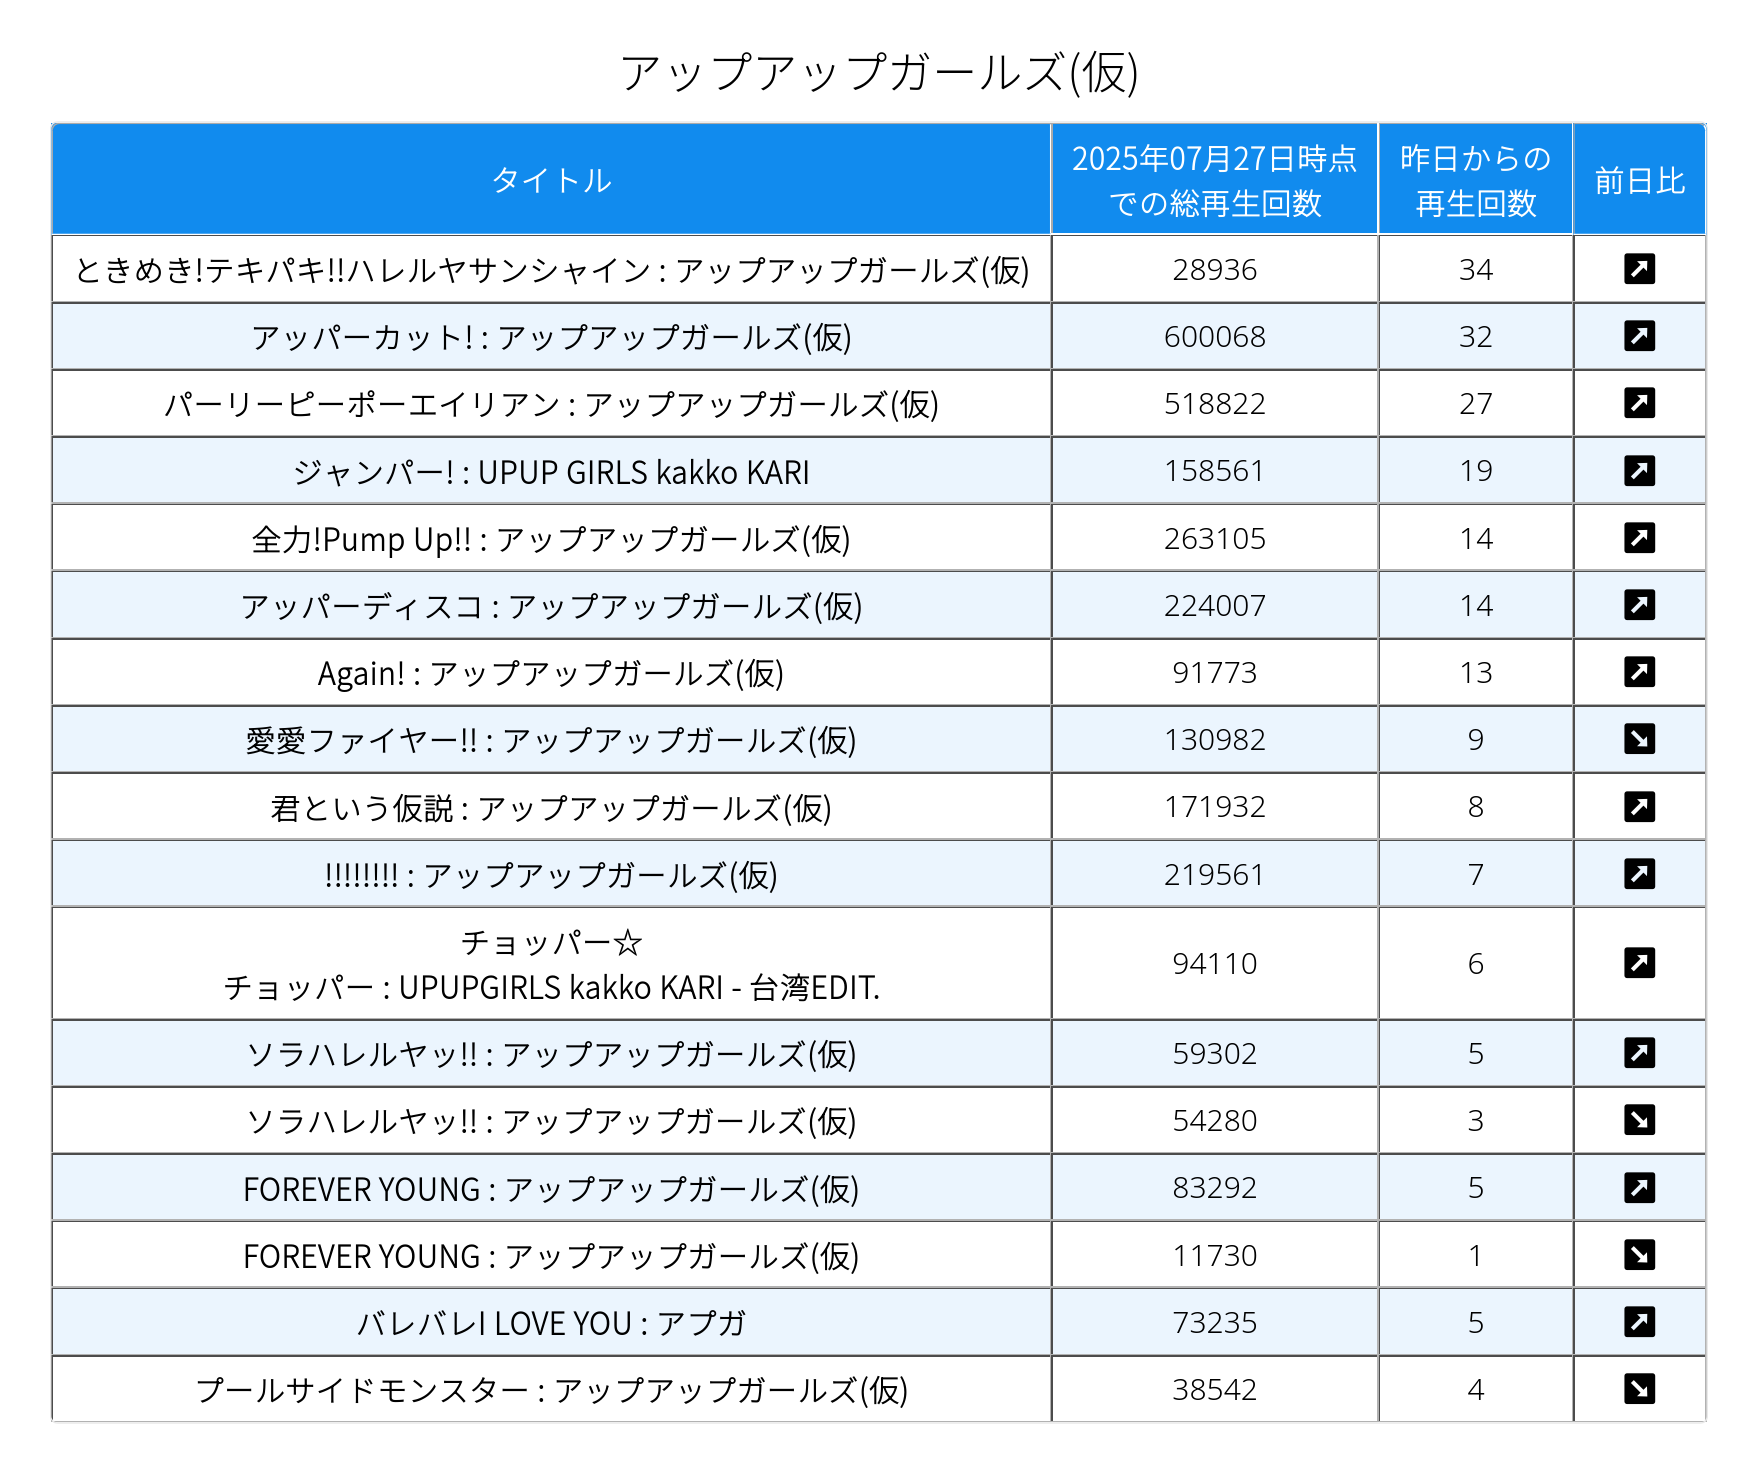 アップアップガールズ(仮)
タイトル
2025年07月27日時点
での総再生回数
昨日からの
再生回数
前日比
ときめき!テキパキ!!ハレルヤサンシャイン : アップアップガールズ(仮) 28936 34 ↗
アッパーカット! : アップアップガールズ(仮) 600068 32 ↗
パーリーピーポーエイリアン : アップアップガールズ(仮) 518822 27 ↗
ジャンパー! : UPUP GIRLS kakko KARI 158561 19 ↗
全力!Pump Up!! : アップアップガールズ(仮) 263105 14 ↗
アッパーディスコ : アップアップガールズ(仮) 224007 14 ↗
Again! : アップアップガールズ(仮) 91773 13 ↗
愛愛ファイヤー!! : アップアップガールズ(仮) 130982 9 ↘
君という仮説 : アップアップガールズ(仮) 171932 8 ↗
!!!!!!!! : アップアップガールズ(仮) 219561 7 ↗
チョッパー☆
チョッパー : UPUPGIRLS kakko KARI - 台湾EDIT. 94110 6 ↗
ソラハレルヤッ!! : アップアップガールズ(仮) 59302 5 ↗
ソラハレルヤッ!! : アップアップガールズ(仮) 54280 3 ↘
FOREVER YOUNG : アップアップガールズ(仮) 83292 5 ↗
FOREVER YOUNG : アップアップガールズ(仮) 11730 1 ↘
バレバレI LOVE YOU : アプガ 73235 5 ↗
プールサイドモンスター : アップアップガールズ(仮) 38542 4 ↘